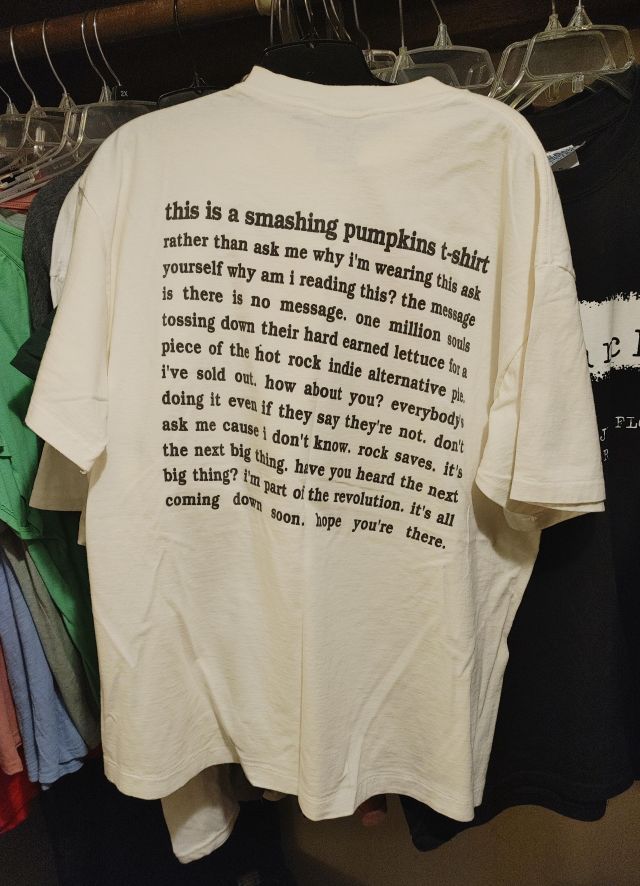 this is a smashing pumpkins t-shirt
rather than ask me why i'm wearing this ask
yourself why am i reading this? the message
is there is no message. one million souls
tossing down their hard earned lettuce for a
piece of the hot rock indie alternative pie.
i've sold out. how about you? everybody's
doing it even if they say they're not. don't
ask me cause i don't know. rock saves. it's
the next big thing. have you heard the next
big thing? i'm part of the revolution. it's all
coming down soon. hope you're there.
2X